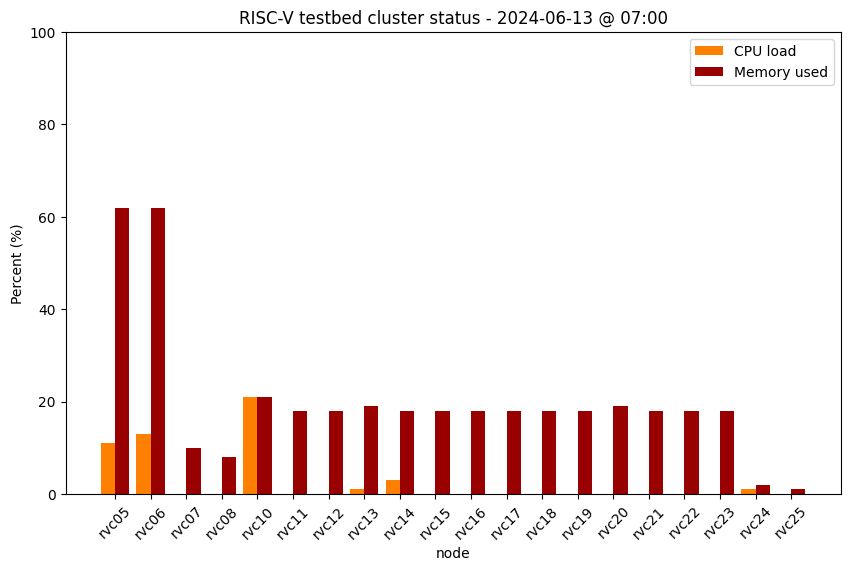 RISC-V testbed cluster status - 2024-06-13 @ 07:00
CPU load
Memory used
Percent (%)
100
80
60
40
20
0
rvc05
rvc06
rvc07
rvc08
rvc10
rvc11
rvc12
rvc13
rvc14
rvc15
rvc16
rvc17
rvc18
rvc19
rvc20
rvc21
rvc22
rvc23
rvc24
rvc25
node